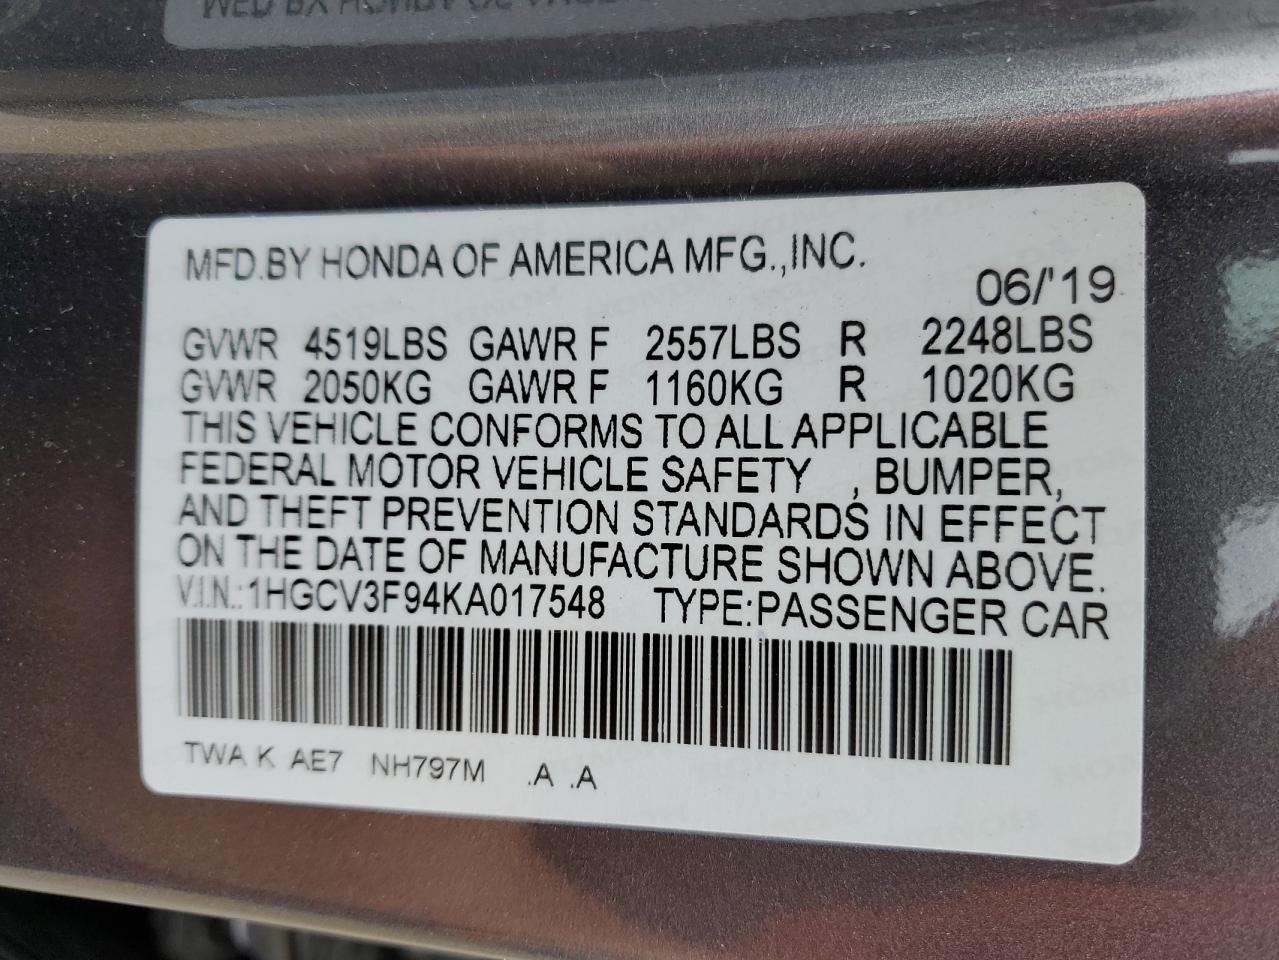 MFD.BY HONDA OF AMERICA MFG.,INC.
06/'19
GVWR 4519LBS GAWR F 2557LBS R 2248LBS
GVWR 2050KG GAWR F 1160KG R 1020KG
THIS VEHICLE CONFORMS TO ALL APPLICABLE
FEDERAL MOTOR VEHICLE SAFETY , BUMPER,
AND THEFT PREVENTION STANDARDS IN EFFECT
ON THE DATE OF MANUFACTURE SHOWN ABOVE.
V.I.N.:1HGCV3F94KA017548 TYPE:PASSENGER CAR
TWA K AE7 NH797M .A .A